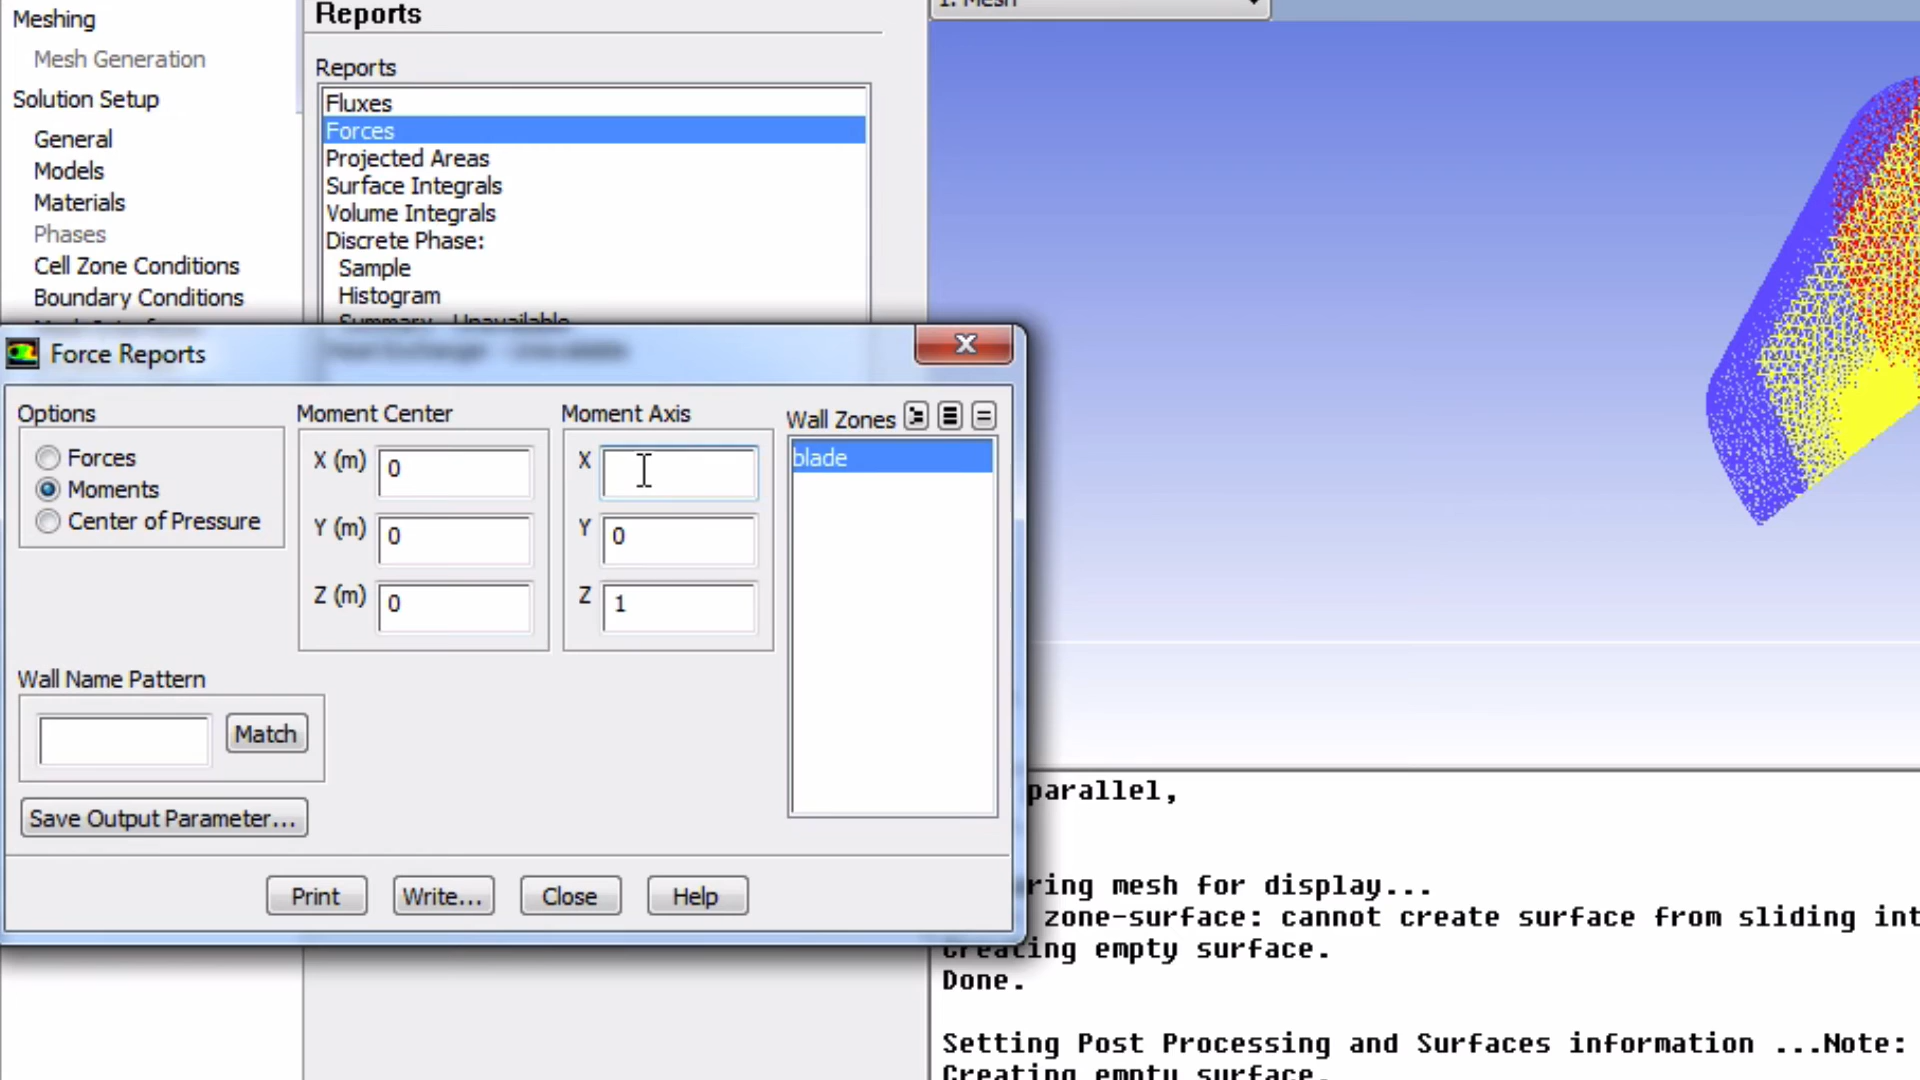 Meshing
Mesh Generation
Solution Setup
General
Models
Materials
Phases
Cell Zone Conditions
Boundary Conditions
Reports
Reports
Fluxes
Forces
Projected Areas
Surface Integrals
Volume Integrals
Discrete Phase:
Sample
Histogram
Summary - Unavailable
1: Mesh
Force Reports
Options
Forces
Moments
Center of Pressure
Moment Center
X (m) 0
Y (m) 0
Z (m) 0
Moment Axis
X
Y 0
Z 1
Wall Zones
blade
Wall Name Pattern
Match
Save Output Parameter...
Print Write... Close Help
parallel,
ring mesh for display...
zone-surface: cannot create surface from sliding int
Creating empty surface.
Done.
Setting Post Processing and Surfaces information ...Note:
Creating empty surface.